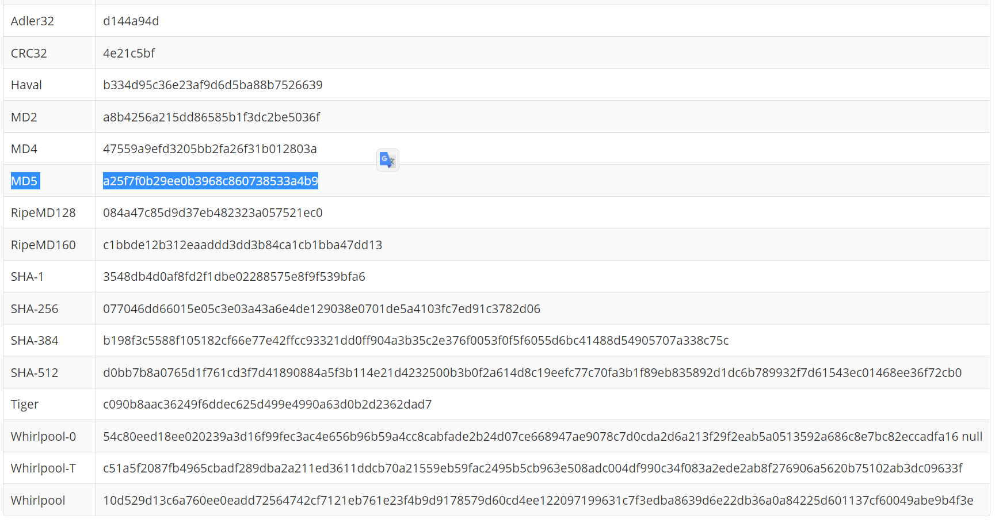 Adler32 d144a94d
CRC32 4e21c5bf
Haval b334d95c36e23af9d6d5ba88b7526639
MD2 a8b4256a215dd86585b1f3dc2be5036f
MD4 47559a9efd3205bb2fa26f31b012803a
MD5 a25f7f0b29ee0b3968c860738533a4b9
RipeMD128 084a47c85d9d37eb482323a057521ec0
RipeMD160 c1bbde12b312eaaddd3dd3b84ca1cb1bba47dd13
SHA-1 3548db4d0af8fd2f1dbe02288575e8f9f539bfa6
SHA-256 077046dd66015e05c3e03a43a6e4de129038e0701de5a4103fc7ed91c3782d06
SHA-384 b198f3c5588f105182cf66e77e42ffcc93321dd0ff904a3b35c2e376f0053f0f5f6055d6bc41488d54905707a338c75c
SHA-512 d0bb7b8a0765d1f761cd3f7d41890884a5f3b114e21d4232500b3b0f2a614d8c19eefc77c70fa3b1f89eb835892d1dc6b789932f7d61543ec01468ee36f72cb0
Tiger c090b8aac36249f6ddec625d499e4990a63d0b2d2362dad7
Whirlpool-0 54c80eed18ee020239a3d16f99fec3ac4e656b96b59a4cc8cabfade2b24d07ce668947ae9078c7d0cda2d6a213f29f2eab5a0513592a686c8e7bc82eccadfa16 null
Whirlpool-T c51a5f2087fb4965cbadf289dba2a211ed3611ddcb70a21559eb59fac2495b5cb963e508adc004df990c34f083a2ede2ab8f276906a5620b75102ab3dc09633f
Whirlpool 10d529d13c6a760ee0eadd72564742cf7121eb761e23f4b9d9178579d60cd4ee122097199631c7f3edba8639d6e22db36a0a84225d601137cf60049abe9b4f3e